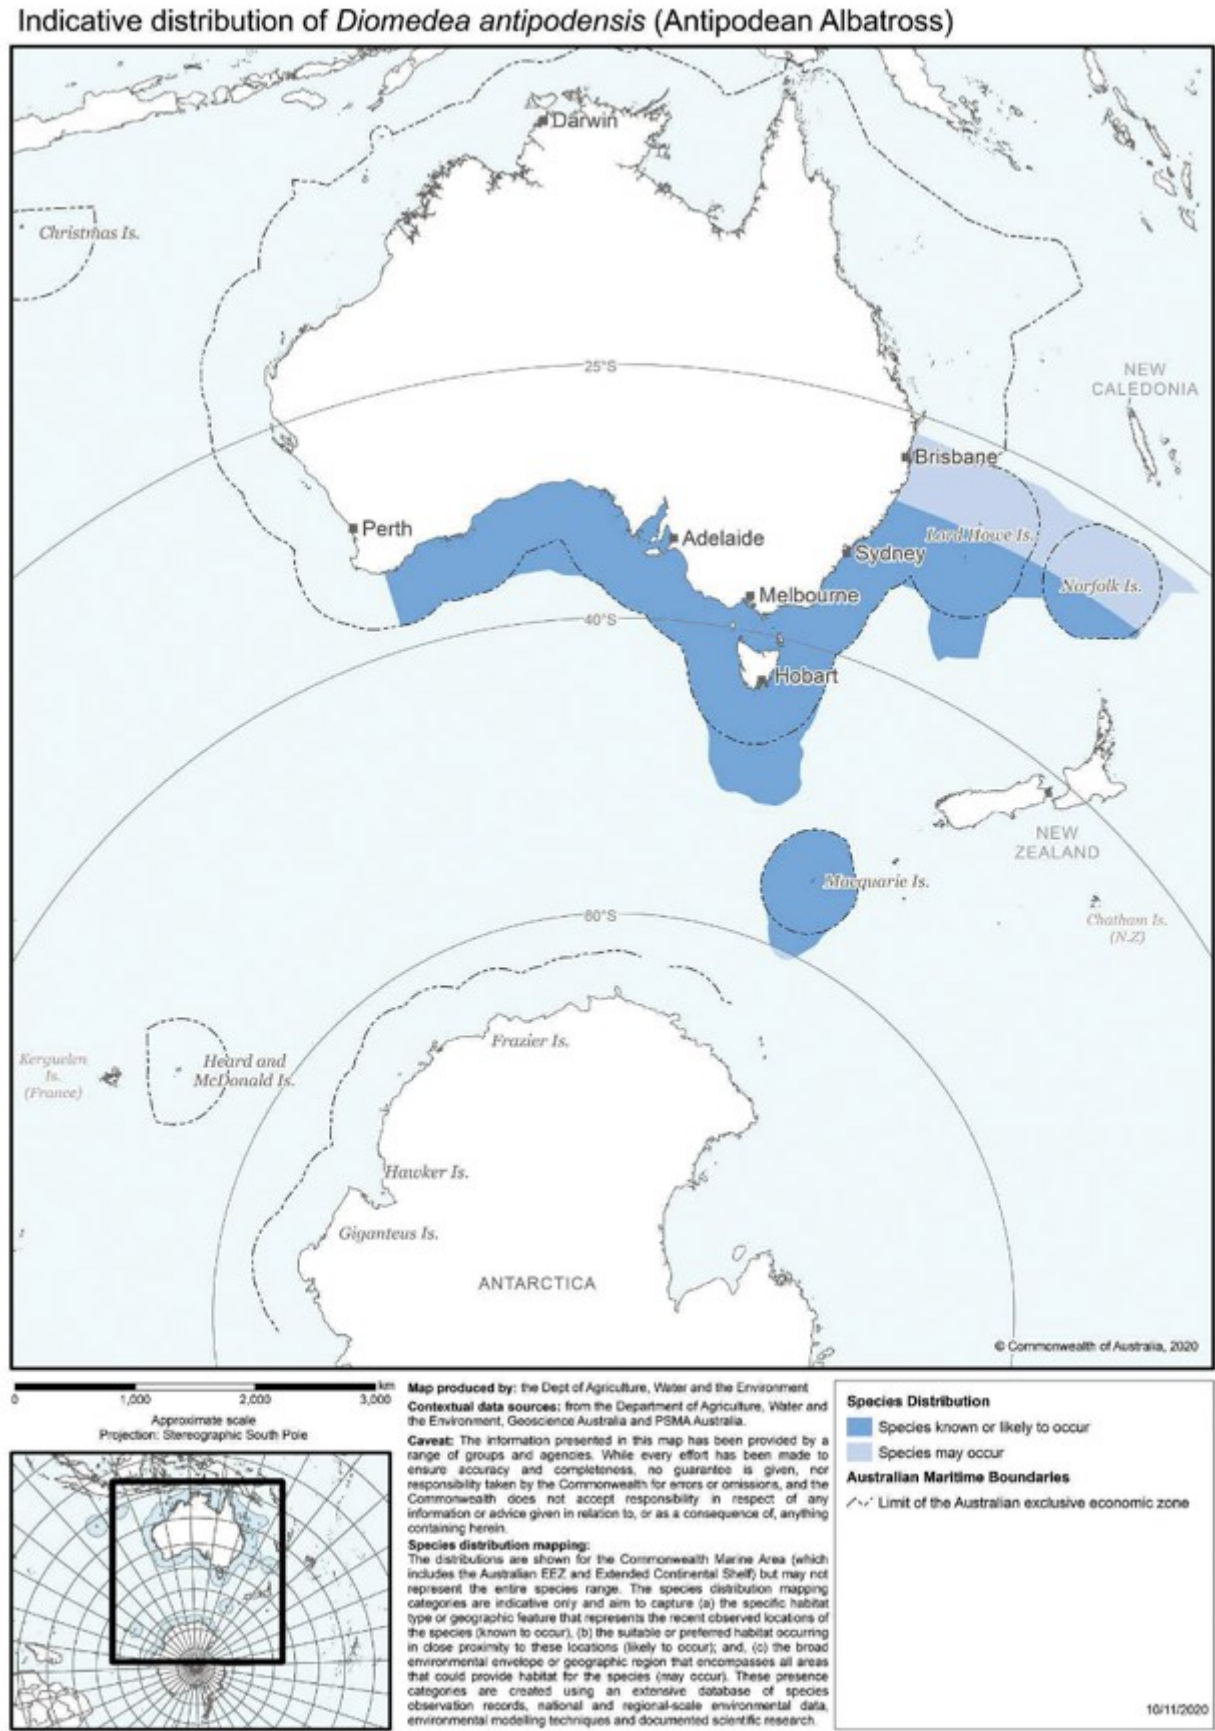 Indicative distribution of Diomedea antipodensis (Antipodean Albatross)
Darwin
Christmas Is.
25°S
NEW
CALEDONIA
Brisbane
Perth
Adelaide
Lord Howe Is.
Sydney
Norfolk Is.
Melbourne
40°S
Hobart
NEW
ZEALAND
Macquarie Is.
60°S
Chatham Is.
(N.Z)
Frazier Is.
Kerguelen
Is.
(France)
Heard and
McDonald Is.
Hawker Is.
Giganteus Is.
ANTARCTICA
© Commonwealth of Australia, 2020
0 1,000 2,000 3,000 km
Approximate scale
Projection: Stereographic South Pole
Map produced by: the Dept of Agriculture, Water and the Environment
Contextual data sources: from the Department of Agriculture, Water and
the Environment, Geoscience Australia and PSMA Australia.
Caveat: The information presented in this map has been provided by a
range of groups and agencies. While every effort has been made to
ensure accuracy and completeness, no guarantee is given, nor
responsibility taken by the Commonwealth for errors or omissions, and the
Commonwealth does not accept responsibility in respect of any
information or advice given in relation to, or as a consequence of, anything
containing herein.
Species distribution mapping:
The distributions are shown for the Commonwealth Marine Area (which
includes the Australian EEZ and Extended Continental Shelf) but may not
represent the entire species range. The species distribution mapping
categories are indicative only and aim to capture (a) the specific habitat
type or geographic feature that represents the recent observed locations of
the species (known to occur), (b) the suitable or preferred habitat occurring
in close proximity to these locations (likely to occur); and, (c) the broad
environmental envelope or geographic region that encompasses all areas
that could provide habitat for the species (may occur). These presence
categories are created using an extensive database of species
observation records, national and regional-scale environmental data,
environmental modelling techniques and documented scientific research.
Species Distribution
Species known or likely to occur
Species may occur
Australian Maritime Boundaries
Limit of the Australian exclusive economic zone
10/11/2020